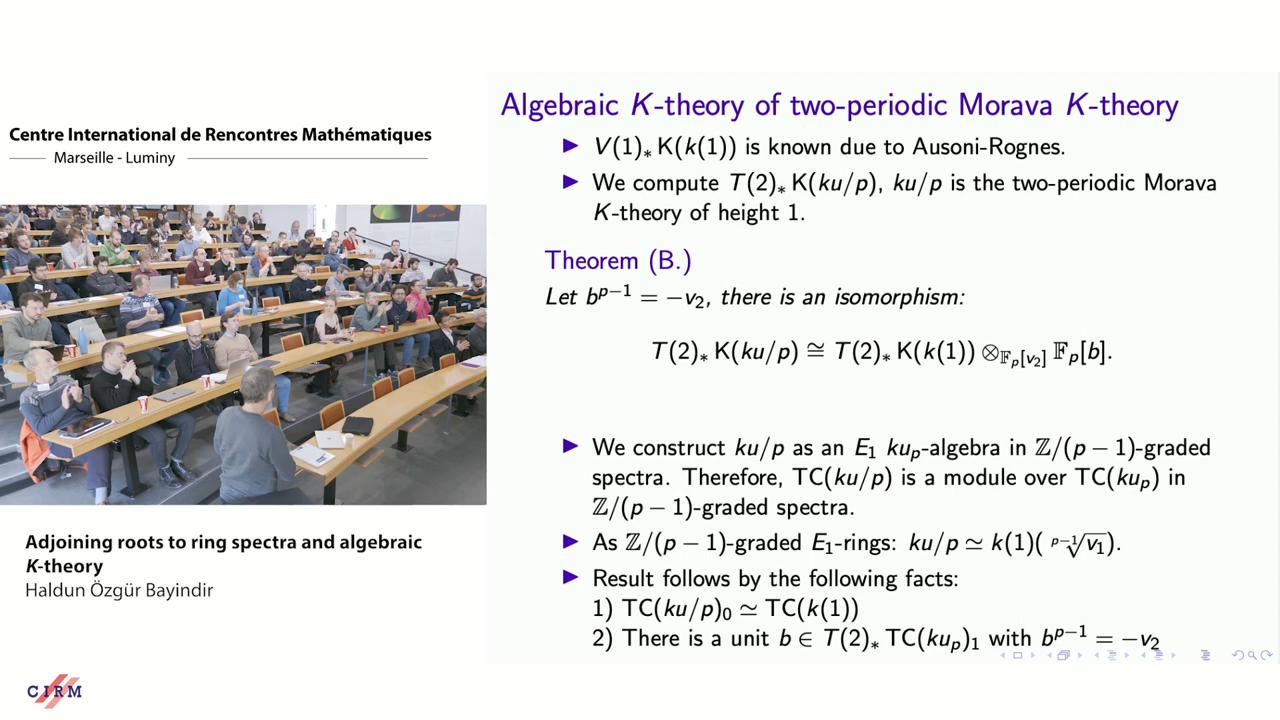 Centre International de Rencontres Mathématiques
Marseille - Luminy
Adjoining roots to ring spectra and algebraic
K-theory
Haldun Özgür Bayindir
CIRM
Algebraic K-theory of two-periodic Morava K-theory
▶ V(1)₊ K(k(1)) is known due to Ausoni-Rognes.
▶ We compute T(2)₊ K(ku/p), ku/p is the two-periodic Morava
K-theory of height 1.
Theorem (B.)
Let b^{p−1} = −v₂, there is an isomorphism:
T(2)_* K(ku/p) ≅ T(2)_* K(k(1)) ⊗_{𝔽_p[v₂]} 𝔽_p[b].
▶ We construct ku/p as an E₁ ku_p-algebra in ℤ/(p − 1)-graded
spectra. Therefore, TC(ku/p) is a module over TC(ku_p) in
ℤ/(p − 1)-graded spectra.
▶ As ℤ/(p − 1)-graded E₁-rings: ku/p ≃ k(1)( ^{p−1}√v₁).
▶ Result follows by the following facts:
1) TC(ku/p)₀ ≃ TC(k(1))
2) There is a unit b ∈ T(2)_* TC(ku_p)₁ with b^{p−1} = −v₂